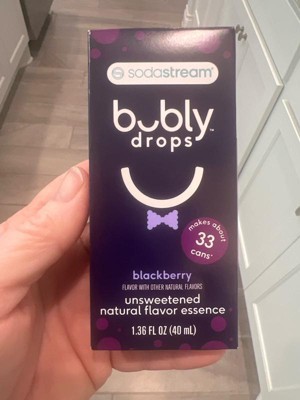 sodastream®
bubly™
drops
makes about
33
cans*
blackberry
FLAVOR WITH OTHER NATURAL FLAVORS
unsweetened
natural flavor essence
1.36 FL OZ (40 mL)